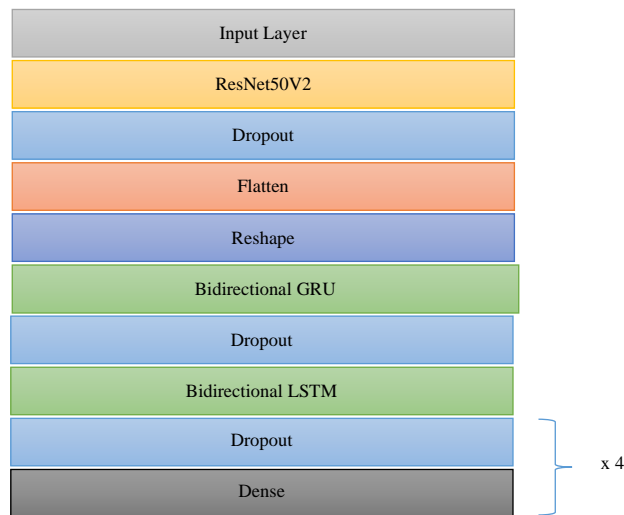 Input Layer
ResNet50V2
Dropout
Flatten
Reshape
Bidirectional GRU
Dropout
Bidirectional LSTM
Dropout
x 4
Dense